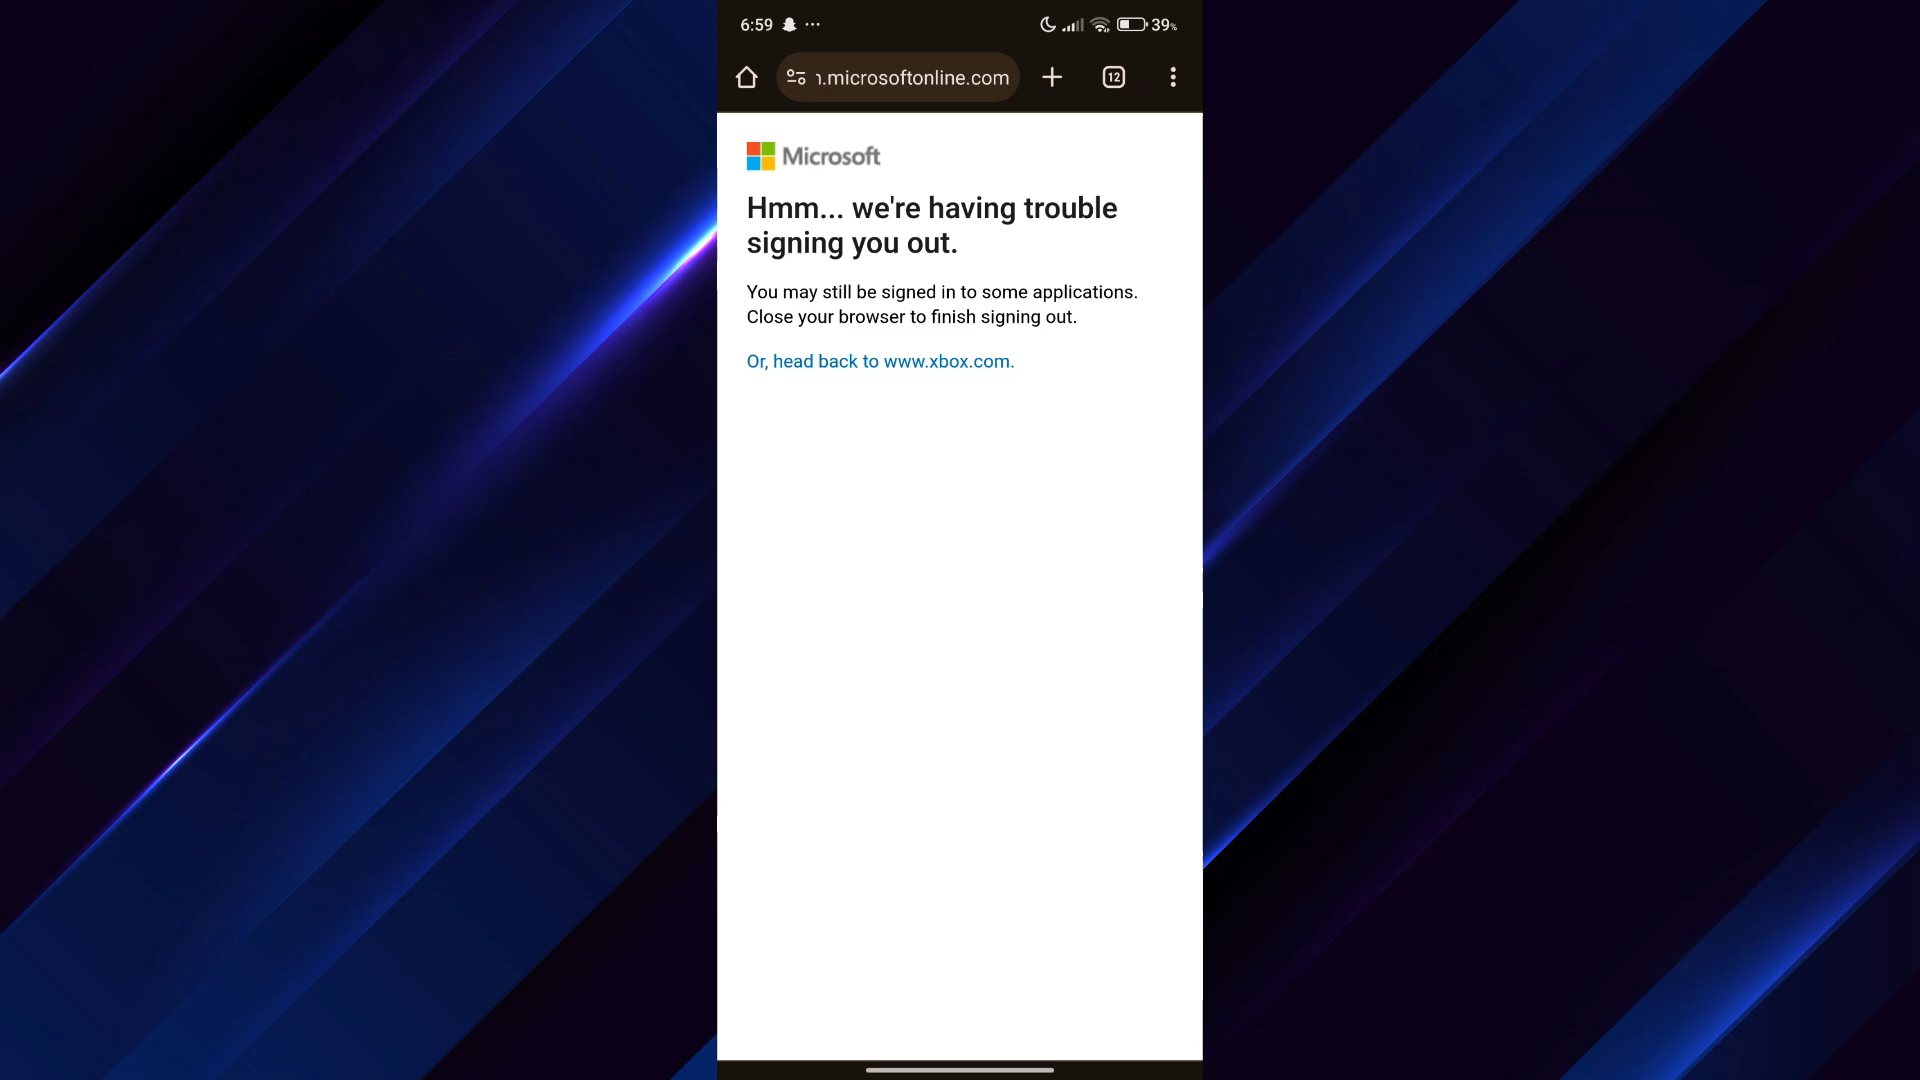 6:59 ... 39%
n.microsoftonline.com 12
Microsoft
Hmm... we're having trouble
signing you out.
You may still be signed in to some applications.
Close your browser to finish signing out.
Or, head back to www.xbox.com.